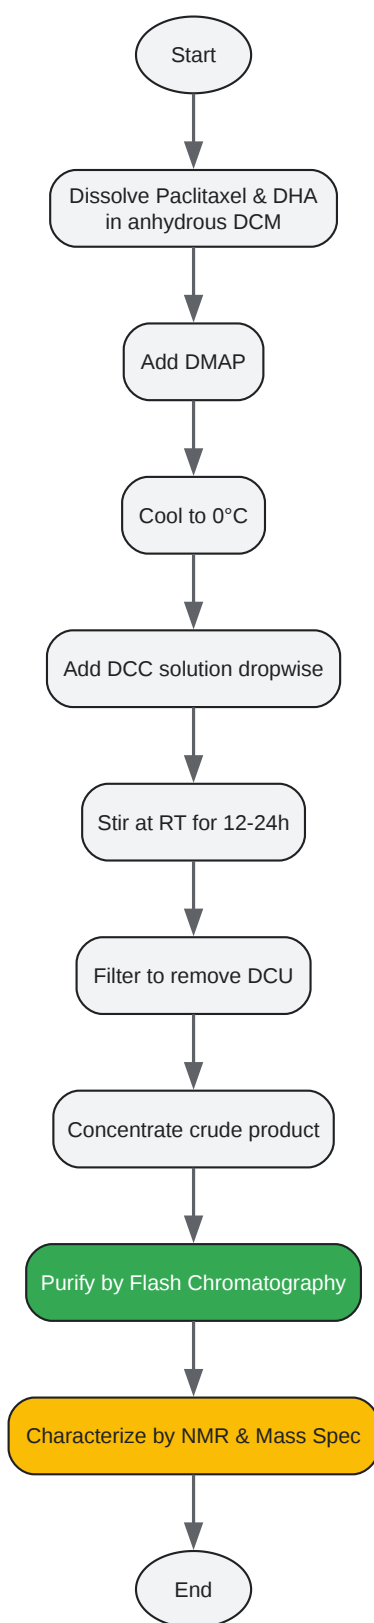 Start
Dissolve Paclitaxel & DHA
in anhydrous DCM
Add DMAP
Cool to 0°C
Add DCC solution dropwise
Stir at RT for 12-24h
Filter to remove DCU
Concentrate crude product
Purify by Flash Chromatography
Characterize by NMR & Mass Spec
End